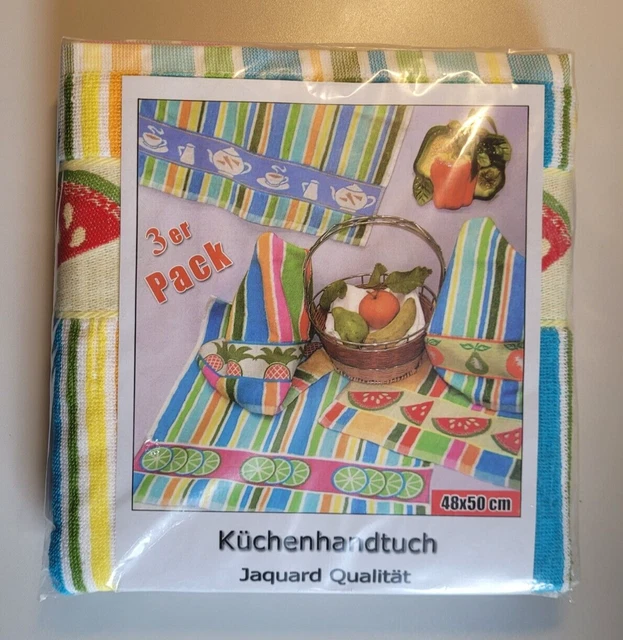 3er
Pack
48x50 cm
Küchenhandtuch
Jaquard Qualität